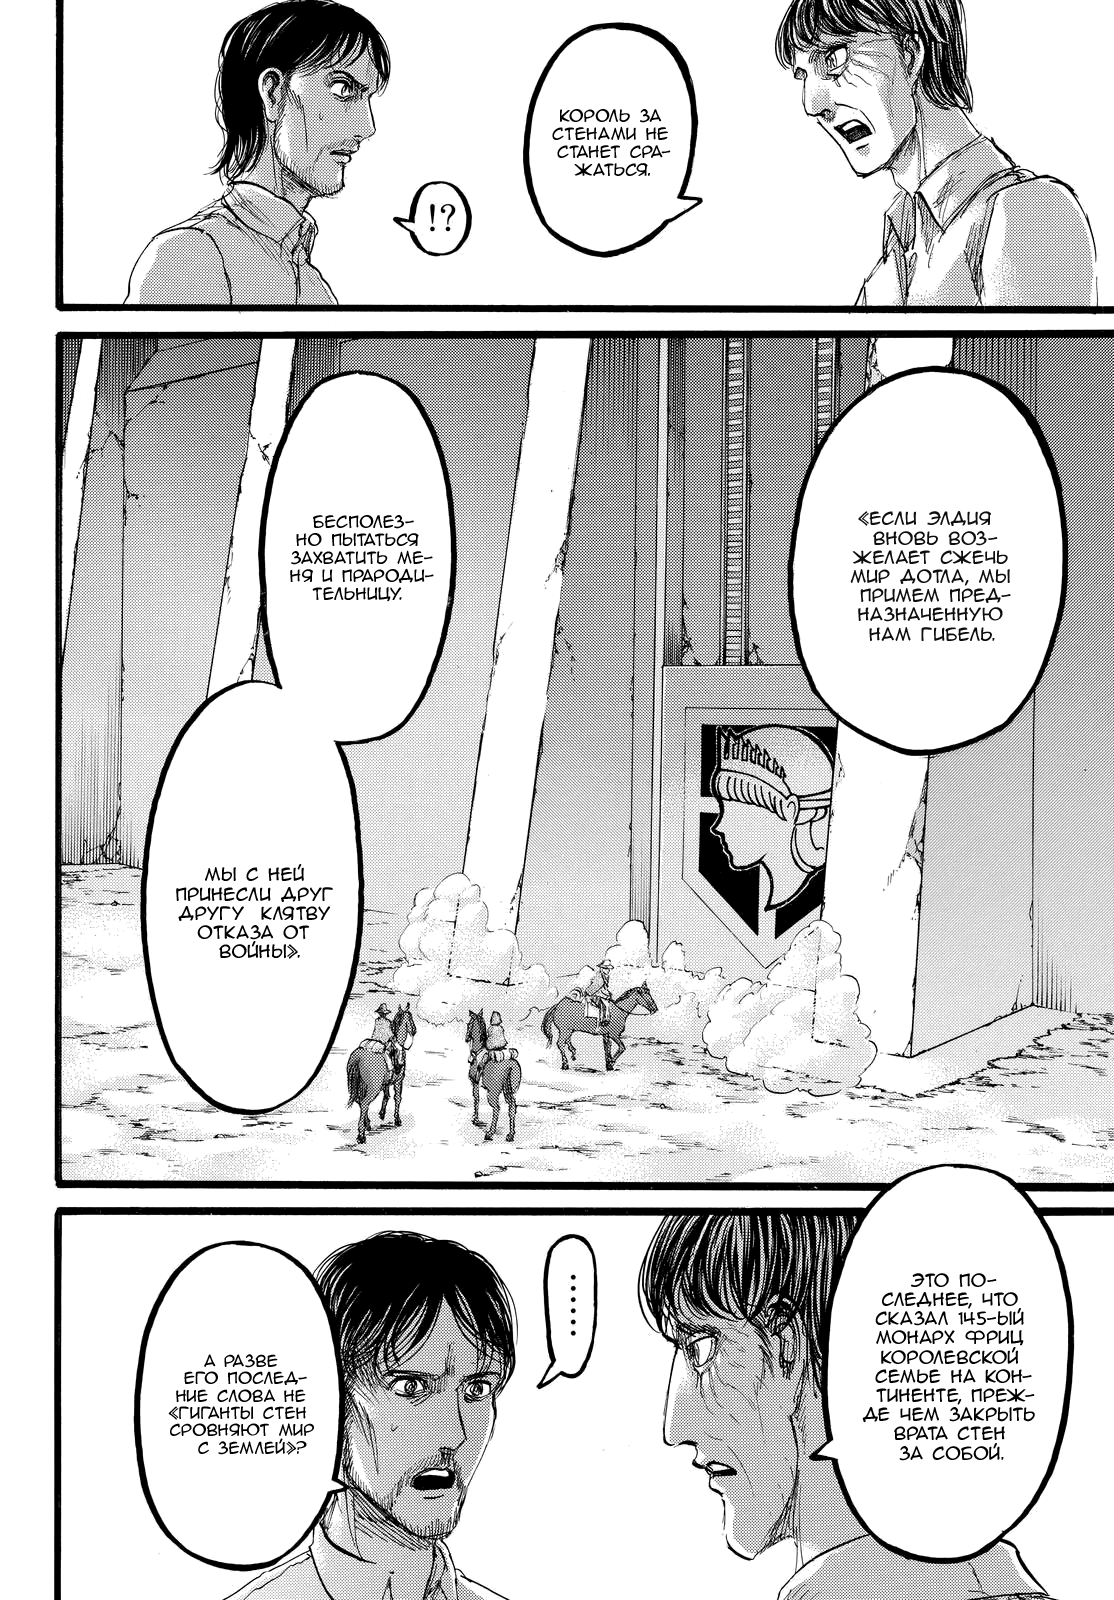 КОРОЛЬ ЗА
СТЕНАМИ НЕ
СТАНЕТ СРА-
ЖАТЬСЯ.
!?
«ЕСЛИ ЭЛДИЯ
ВНОВЬ ВОЗ-
ЖЕЛАЕТ СЖЕЧЬ
МИР ДОТЛА, МЫ
ПРИМЕМ ПРЕД-
НАЗНАЧЕННУЮ
НАМ ГИБЕЛЬ.
БЕСПОЛЕЗ-
НО ПЫТАТЬСЯ
ЗАХВАТИТЬ МЕ-
НЯ И ПРАРОДИ-
ТЕЛЬНИЦУ.
МЫ С НЕЙ
ПРИНЕСЛИ ДРУГ
ДРУГУ КЛЯТВУ
ОТКАЗА ОТ
ВОЙНЫ».
ЭТО ПО-
СЛЕДНЕЕ, ЧТО
СКАЗАЛ 145-ЫЙ
МОНАРХ ФРИЦ
КОРОЛЕВСКОЙ
СЕМЬЕ НА КОН-
ТИНЕНТЕ, ПРЕЖ-
ДЕ ЧЕМ ЗАКРЫТЬ
ВРАТА СТЕН
ЗА СОБОЙ.
......
А РАЗВЕ
ЕГО ПОСЛЕД-
НИЕ СЛОВА НЕ
«ГИГАНТЫ СТЕН
СРОВНЯЮТ МИР
С ЗЕМЛЕЙ»?